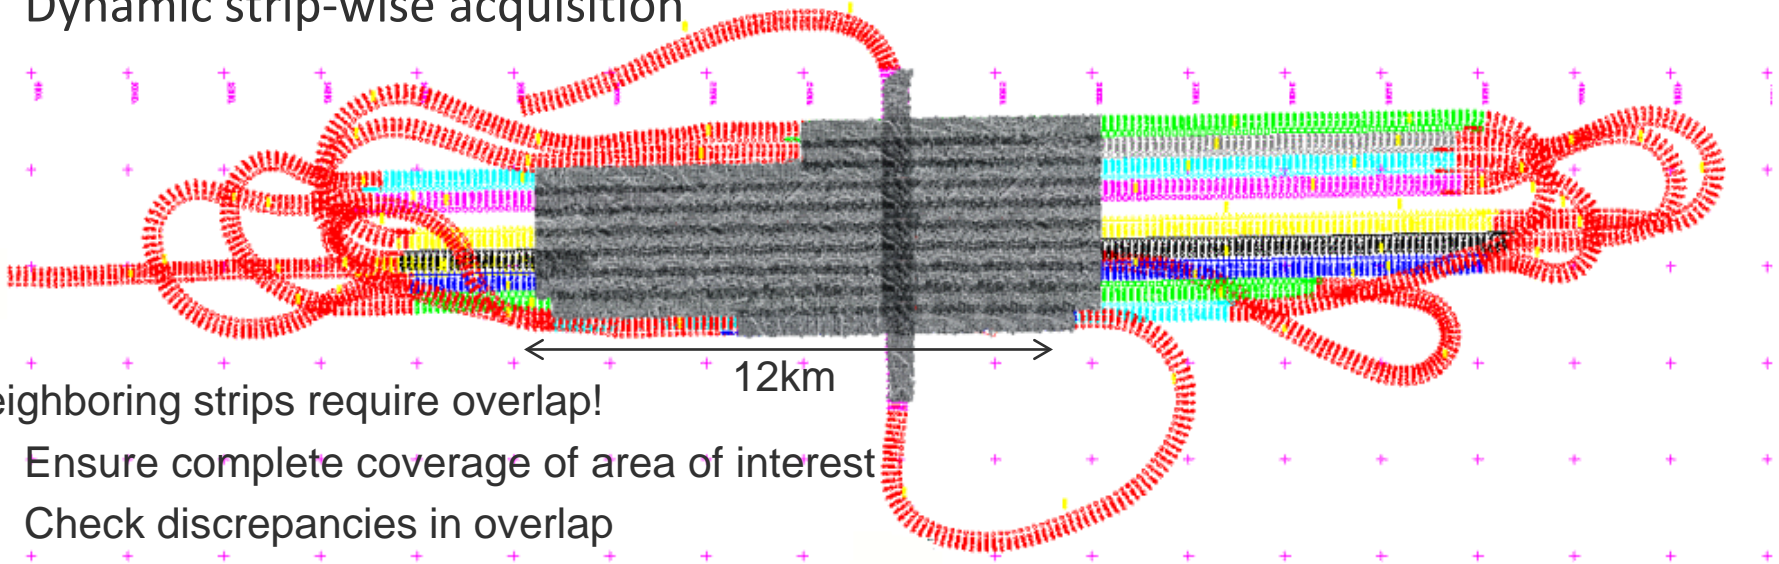 Dynamic strip-wise acquisition
12km
eighboring strips require overlap!
Ensure complete coverage of area of interest
Check discrepancies in overlap